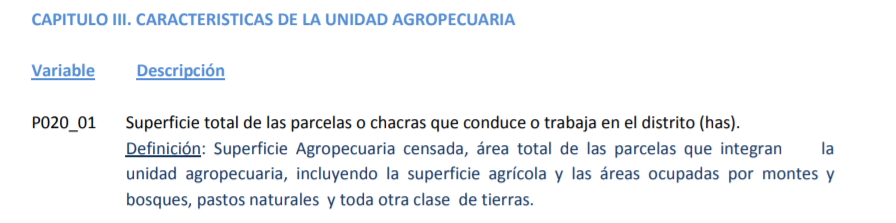 CAPITULO III. CARACTERISTICAS DE LA UNIDAD AGROPECUARIA
Variable Descripción
P020_01 Superficie total de las parcelas o chacras que conduce o trabaja en el distrito (has).
Definición: Superficie Agropecuaria censada, área total de las parcelas que integran la
unidad agropecuaria, incluyendo la superficie agrícola y las áreas ocupadas por montes y
bosques, pastos naturales y toda otra clase de tierras.